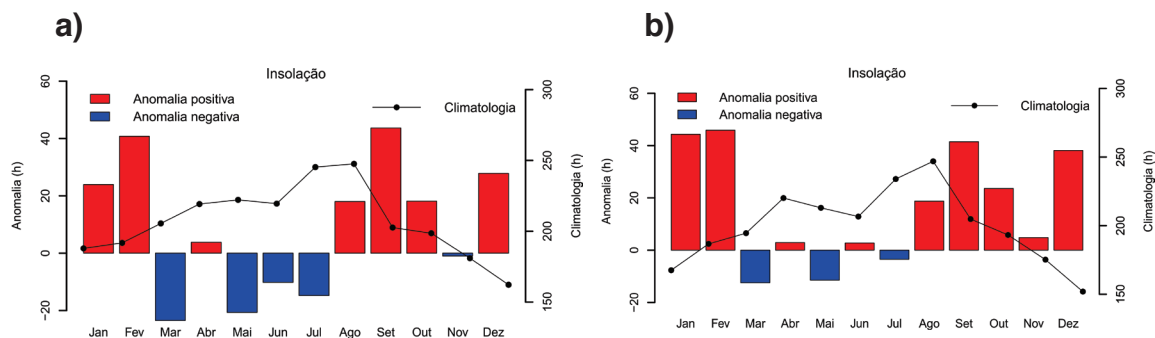 a)
Insolação
Anomalia positiva
Anomalia negativa
Climatologia
Anomalia (h)
−20 0 20 40 60
Climatologia (h)
150 200 250 300
Jan Fev Mar Abr Mai Jun Jul Ago Set Out Nov Dez
b)
Insolação
Anomalia positiva
Anomalia negativa
Climatologia
Anomalia (h)
−20 0 20 40 60
Climatologia (h)
100 150 200 250 300
Jan Fev Mar Abr Mai Jun Jul Ago Set Out Nov Dez